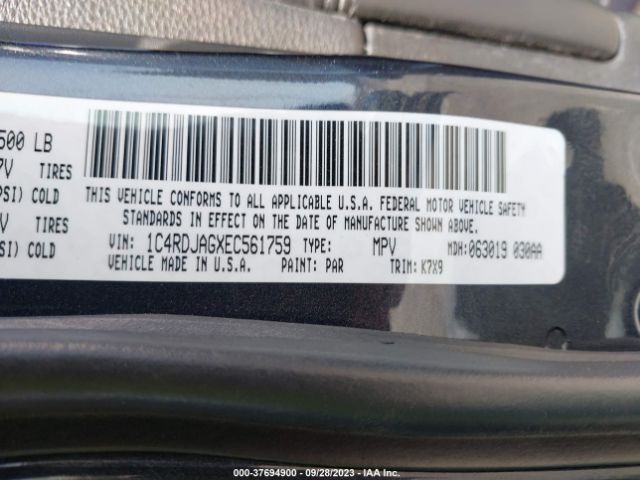 500 LB
7V TIRES
PSI) COLD
V TIRES
SI) COLD
THIS VEHICLE CONFORMS TO ALL APPLICABLE U.S.A. FEDERAL MOTOR VEHICLE SAFETY
STANDARDS IN EFFECT ON THE DATE OF MANUFACTURE SHOWN ABOVE.
VIN: 1C4RDJAGXEC561759 TYPE: MPV MDH:063019 030AA
VEHICLE MADE IN U.S.A. PAINT: PAR TRIM: K7X9
000-37694900 - 09/28/2023 - IAA Inc.